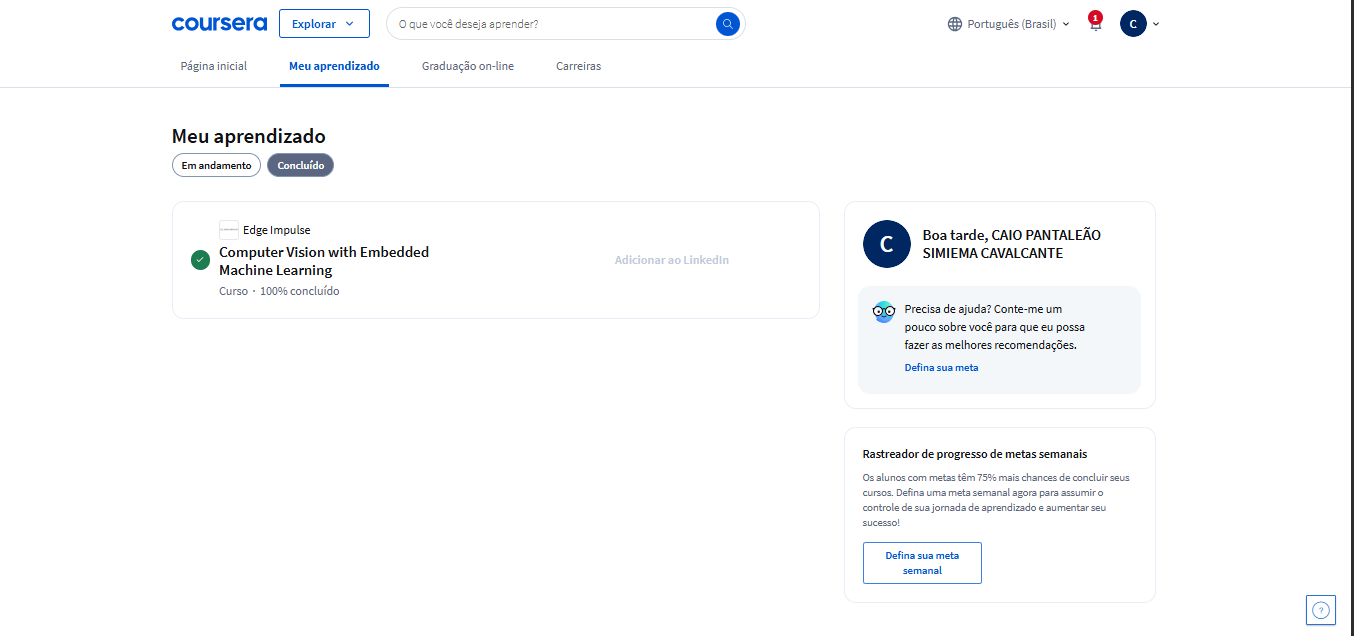 coursera
Explorar
O que você deseja aprender?
Português (Brasil)
1
C
Página inicial
Meu aprendizado
Graduação on-line
Carreiras
Meu aprendizado
Em andamento
Concluído
Edge Impulse
Computer Vision with Embedded
Machine Learning
Curso • 100% concluído
Adicionar ao LinkedIn
C
Boa tarde, CAIO PANTALEÃO
SIMIEMA CAVALCANTE
Precisa de ajuda? Conte-me um
pouco sobre você para que eu possa
fazer as melhores recomendações.
Defina sua meta
Rastreador de progresso de metas semanais
Os alunos com metas têm 75% mais chances de concluir seus
cursos. Defina uma meta semanal agora para assumir o
controle de sua jornada de aprendizado e aumentar seu
sucesso!
Defina sua meta
semanal
?